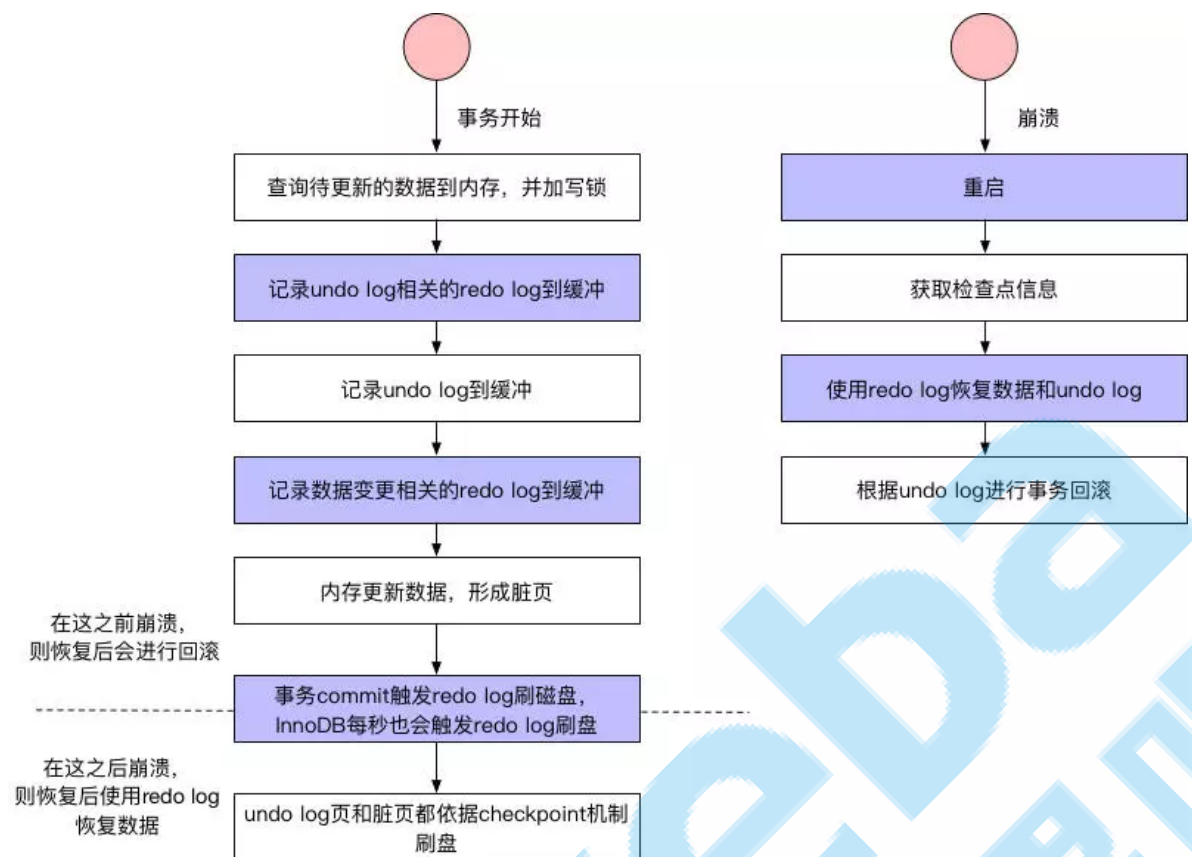 事务开始
查询待更新的数据到内存，并加写锁
记录undo log相关的redo log到缓冲
记录undo log到缓冲
记录数据变更相关的redo log到缓冲
内存更新数据，形成脏页
在这之前崩溃，
则恢复后会进行回滚
事务commit触发redo log刷磁盘，
InnoDB每秒也会触发redo log刷盘
在这之后崩溃，
则恢复后使用redo log
恢复数据
undo log页和脏页都依据checkpoint机制
刷盘
崩溃
重启
获取检查点信息
使用redo log恢复数据和undo log
根据undo log进行事务回滚